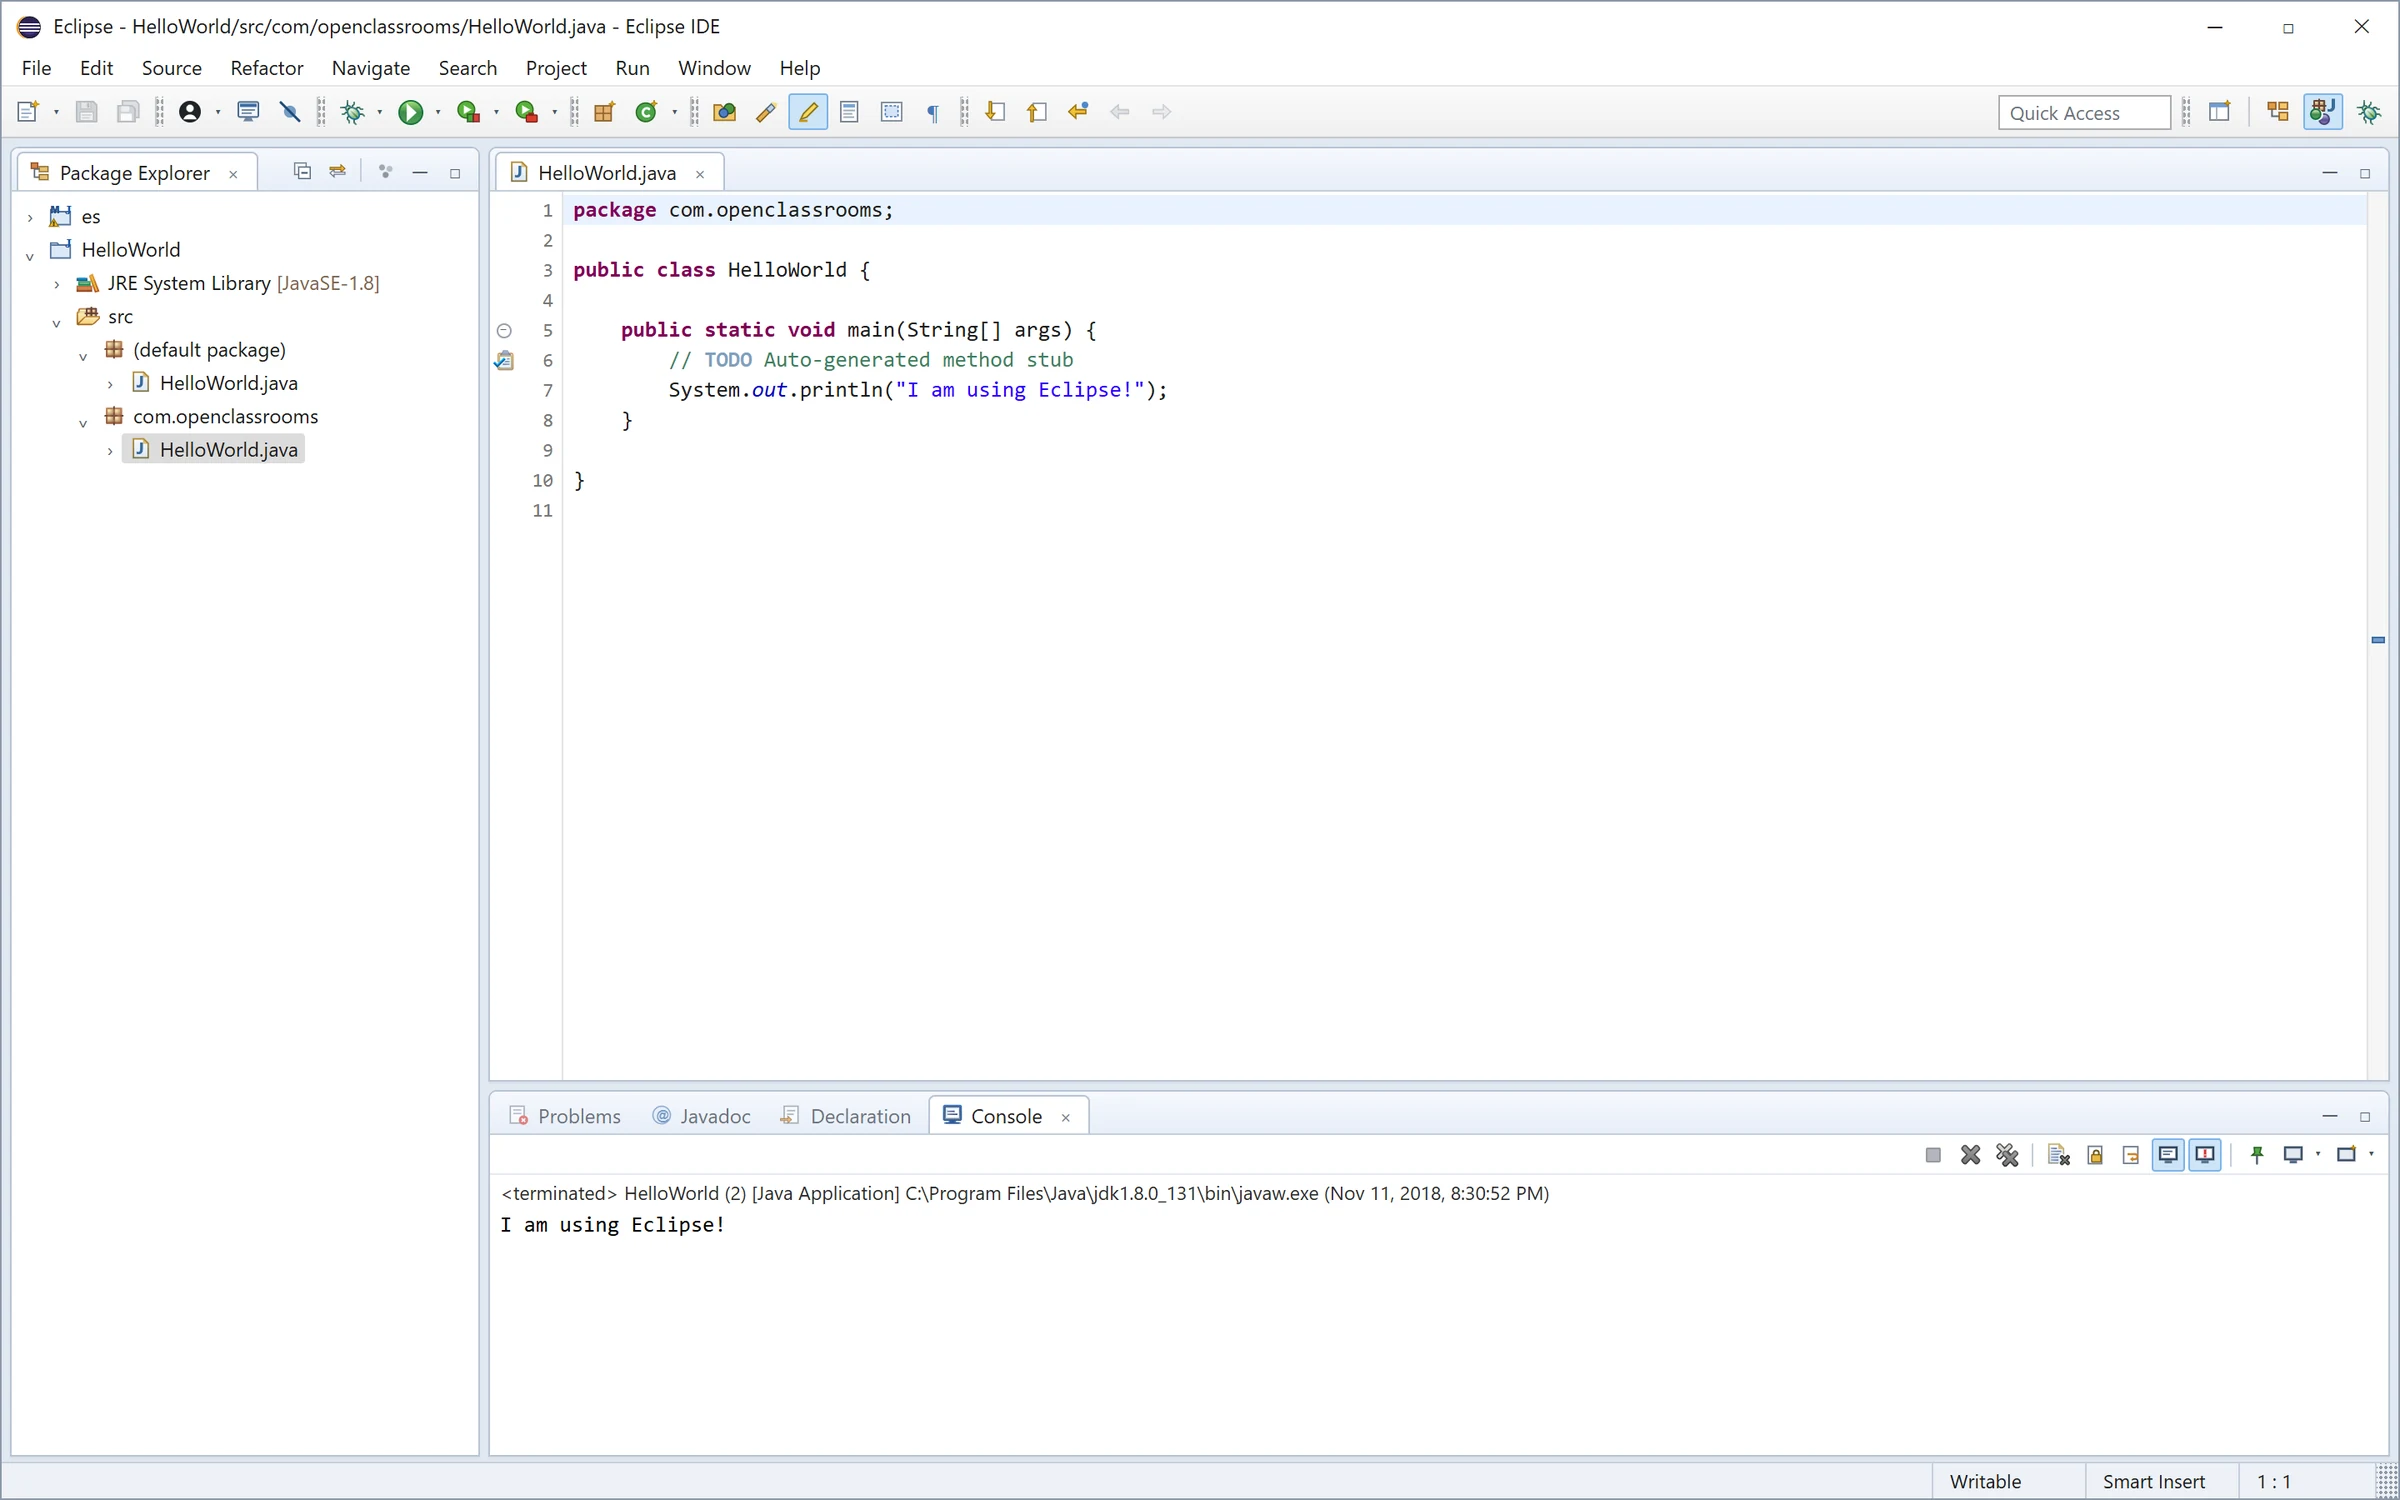 Eclipse - HelloWorld/src/com/openclassrooms/HelloWorld.java - Eclipse IDE
File Edit Source Refactor Navigate Search Project Run Window Help
Quick Access
Package Explorer
es
HelloWorld
JRE System Library [JavaSE-1.8]
src
(default package)
HelloWorld.java
com.openclassrooms
HelloWorld.java
HelloWorld.java
1 package com.openclassrooms;
2
3 public class HelloWorld {
4
5 public static void main(String[] args) {
6 // TODO Auto-generated method stub
7 System.out.println("I am using Eclipse!");
8 }
9
10 }
11
Problems Javadoc Declaration Console
<terminated> HelloWorld (2) [Java Application] C:\Program Files\Java\jdk1.8.0_131\bin\javaw.exe (Nov 11, 2018, 8:30:52 PM)
I am using Eclipse!
Writable Smart Insert 1 : 1